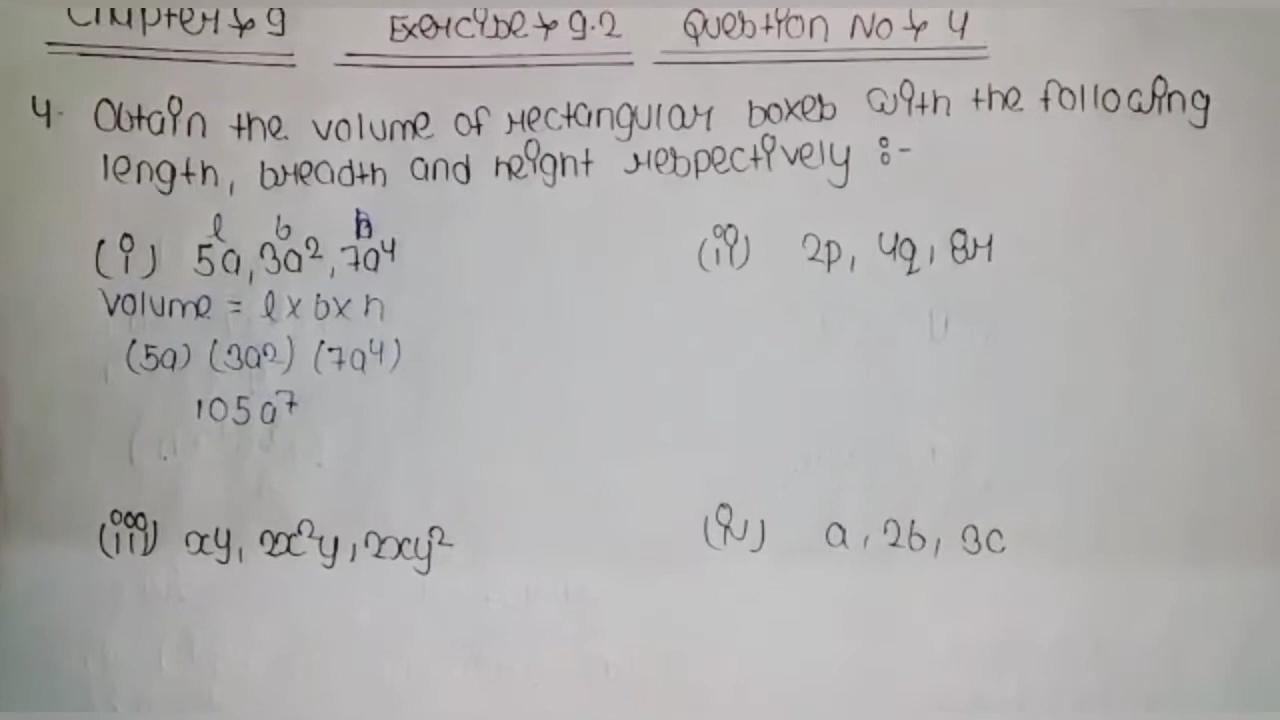 Chapter → 9 Exercise → 9.2 Question No → 4
4. Obtain the volume of rectangular boxes with the following
length, breadth and height respectively :-
l b h
(i) 5a, 3a², 7a⁴ (ii) 2p, 4q, 8r
Volume = l × b × h
(5a) (3a2) (7a⁴)
105a⁷
(iii) xy, 2x²y, 2xy² (iv) a, 2b, 3c